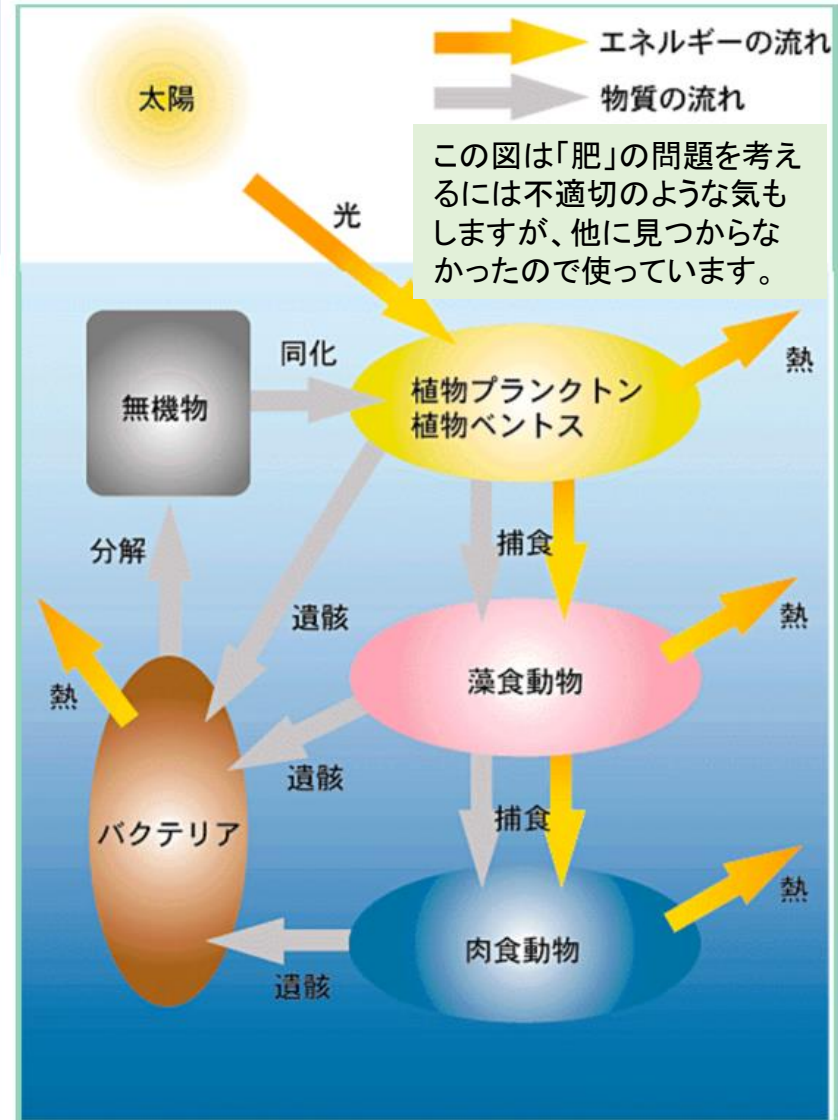 太陽
エネルギーの流れ
物質の流れ
この図は「肥」の問題を考え
るには不適切のような気も
しますが、他に見つからな
かったので使っています。
光
同化
無機物
植物プランクトン
植物ベントス
熱
分解
捕食
遺骸
熱
藻食動物
熱
遺骸
バクテリア
捕食
熱
肉食動物
遺骸